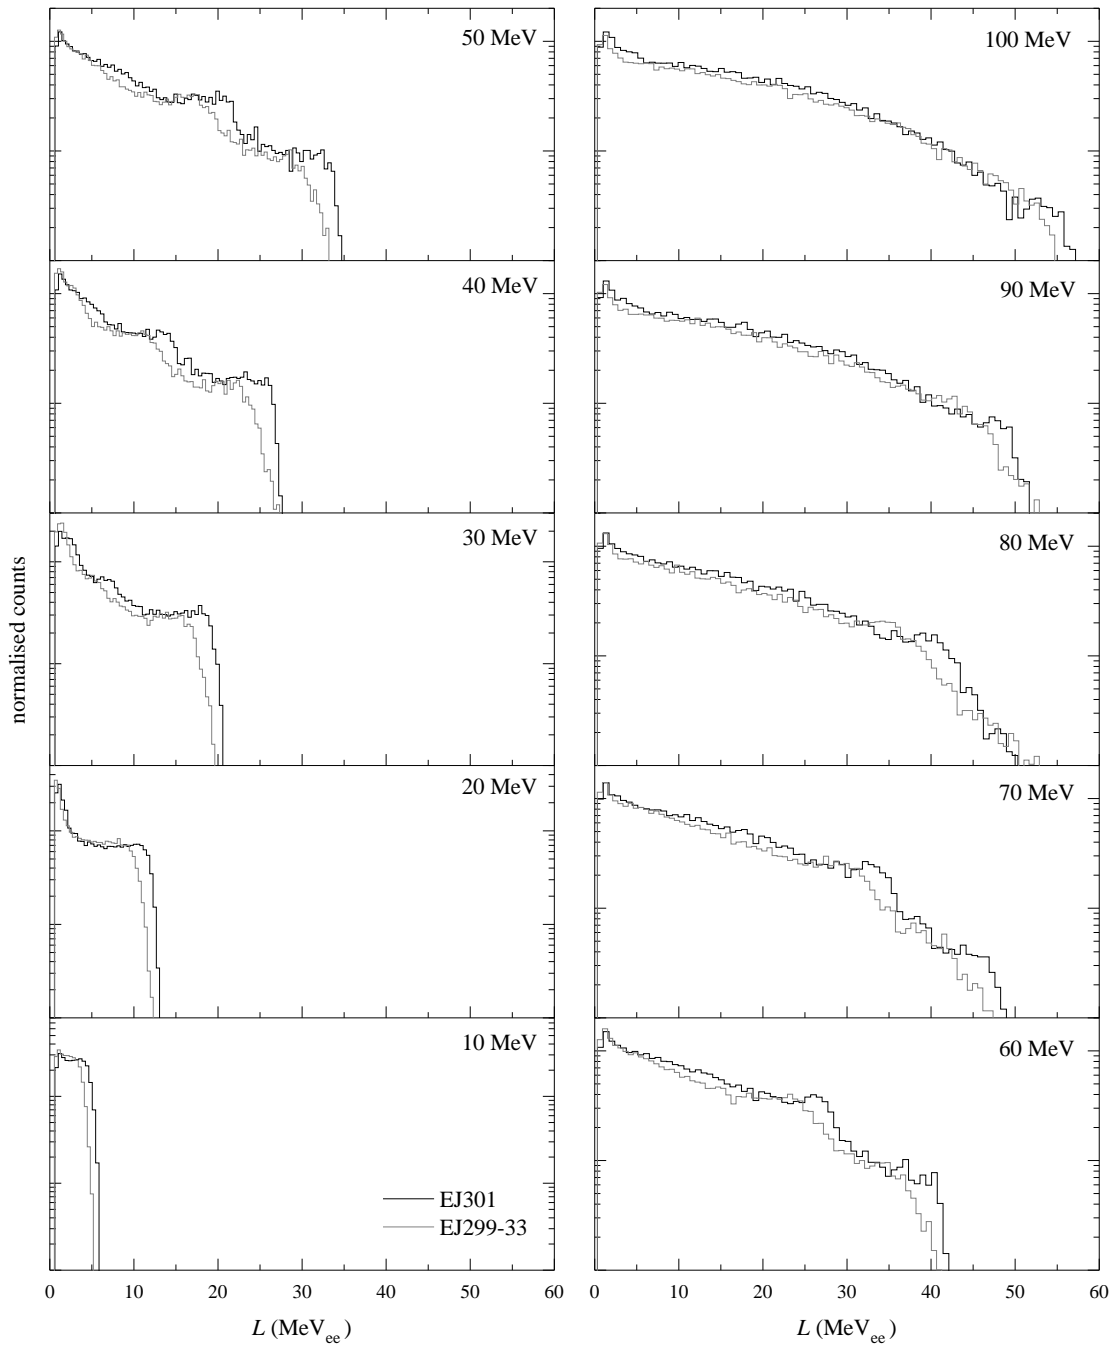 50 MeV
40 MeV
30 MeV
20 MeV
10 MeV
EJ301
EJ299-33
100 MeV
90 MeV
80 MeV
70 MeV
60 MeV
normalised counts
0 10 20 30 40 50 60
L (MeVee)
0 10 20 30 40 50 60
L (MeVee)